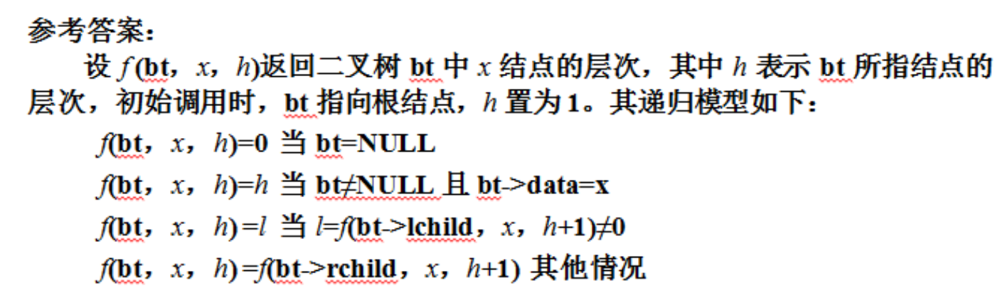 参考答案：
设 f(bt，x，h)返回二叉树 bt 中 x 结点的层次，其中 h 表示 bt 所指结点的
层次，初始调用时，bt 指向根结点，h 置为 1。其递归模型如下：
f(bt，x，h)=0 当 bt=NULL
f(bt，x，h)=h 当 bt≠NULL 且 bt->data=x
f(bt，x，h)=l 当 l=f(bt->lchild，x，h+1)≠0
f(bt，x，h)=f(bt->rchild，x，h+1) 其他情况